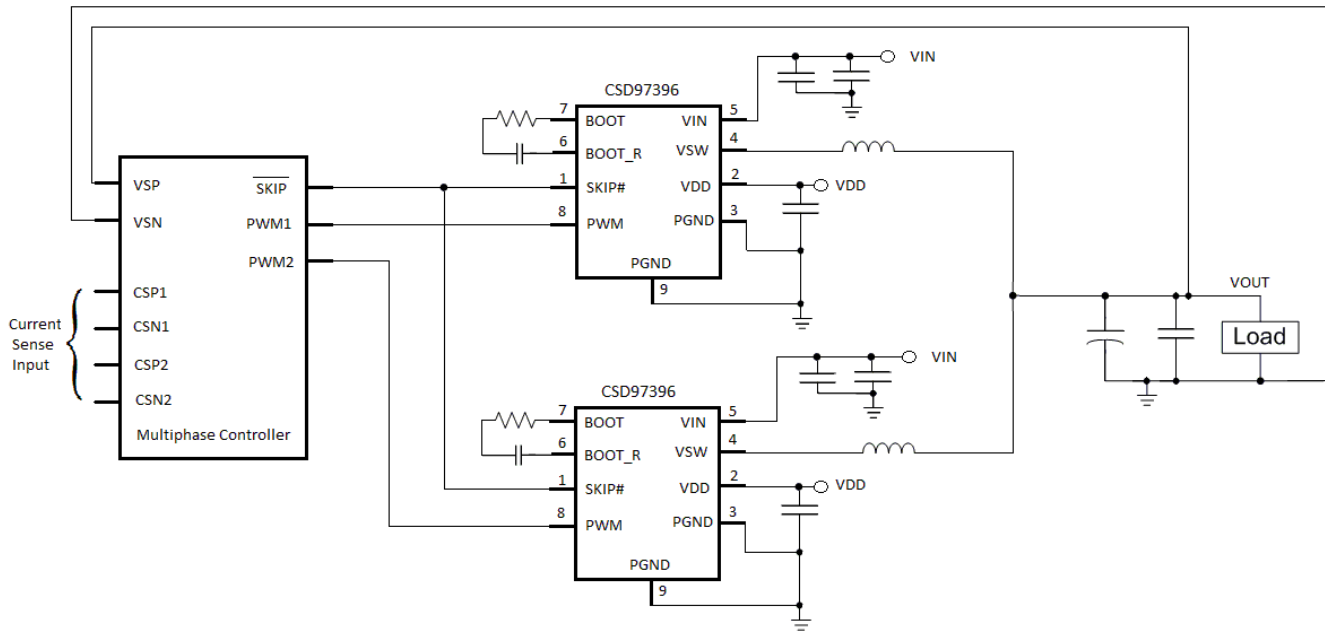 VIN
CSD97396
7
BOOT
VIN
5
6
BOOT_R
VSW
4
1
SKIP#
VDD
2
VDD
8
PWM
PGND
3
PGND
9
VSP
SKIP
VSN
PWM1
PWM2
CSP1
CSN1
CSP2
CSN2
Current
Sense
Input
Multiphase Controller
VOUT
Load
VIN
CSD97396
7
BOOT
VIN
5
6
BOOT_R
VSW
4
1
SKIP#
VDD
2
VDD
8
PWM
PGND
3
PGND
9